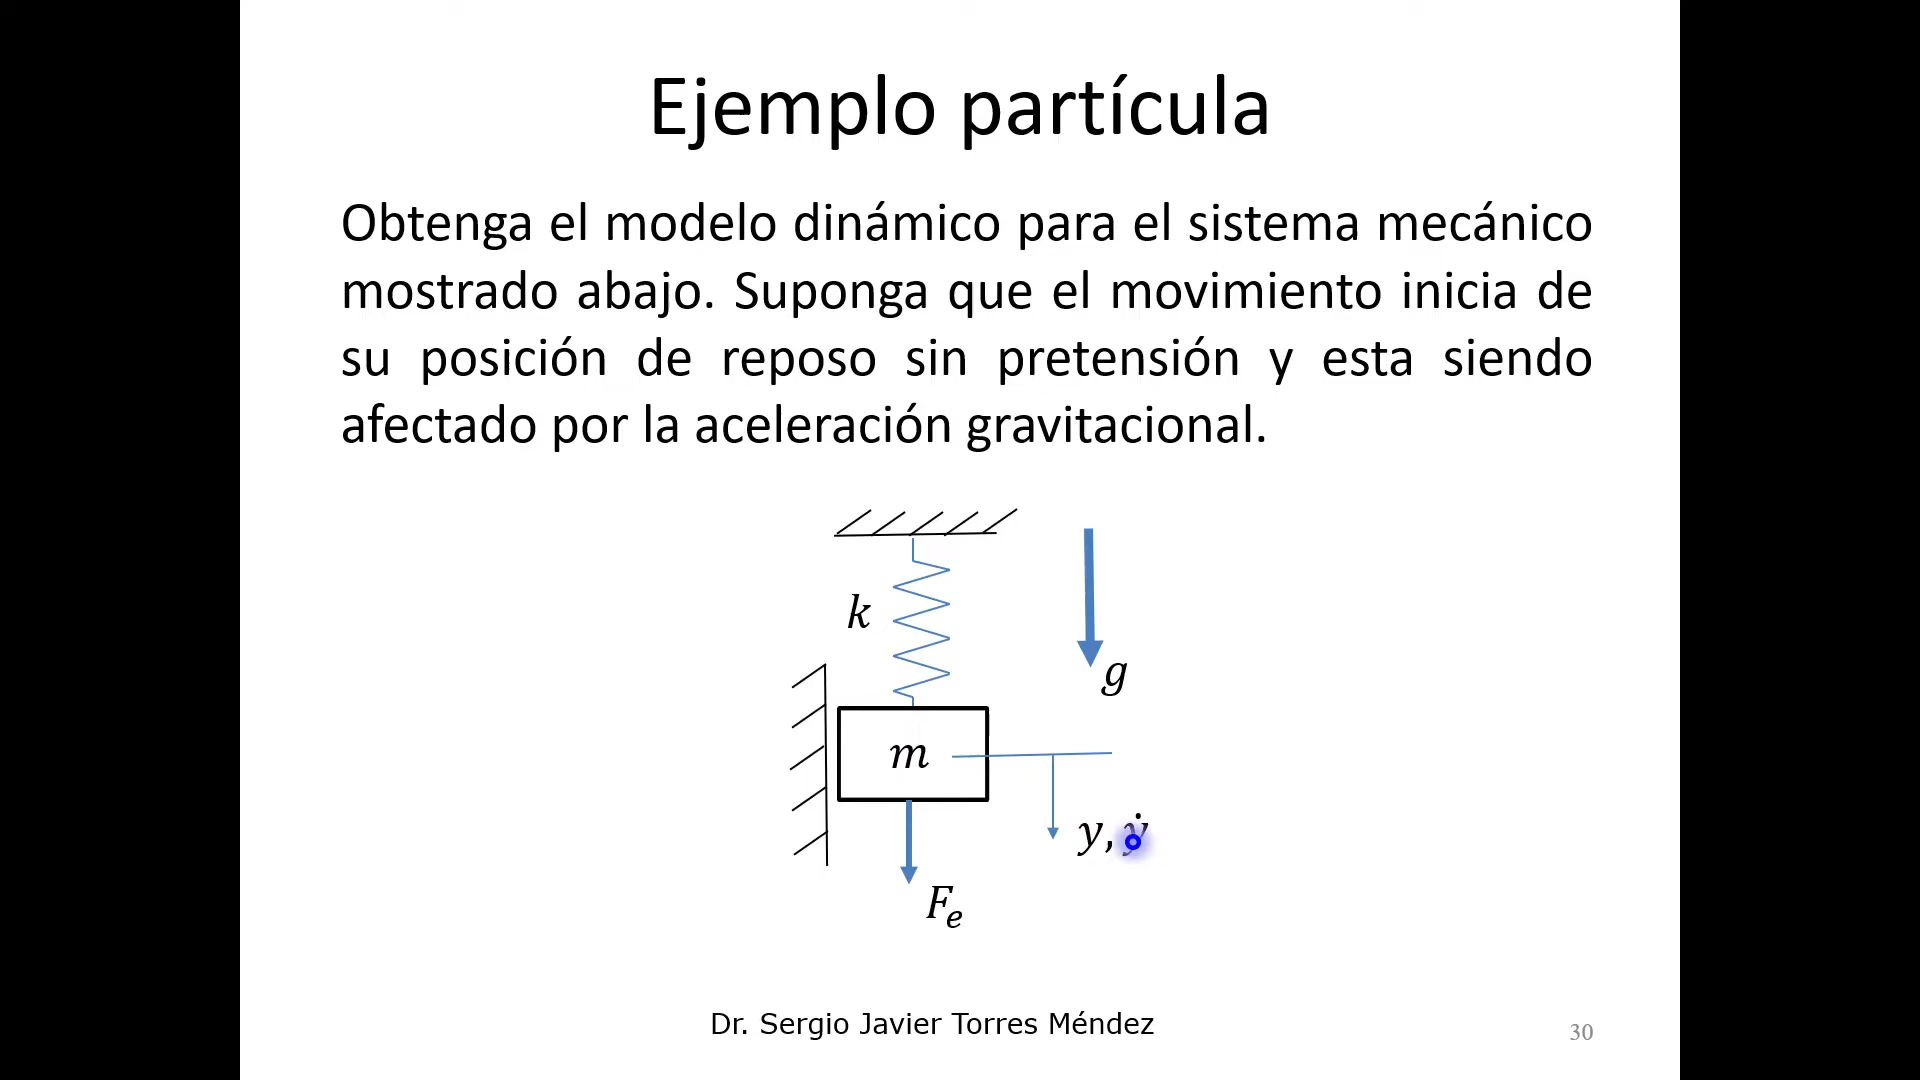 Ejemplo partícula
Obtenga el modelo dinámico para el sistema mecánico
mostrado abajo. Suponga que el movimiento inicia de
su posición de reposo sin pretensión y esta siendo
afectado por la aceleración gravitacional.
k
g
m
y, ẏ
Fₑ
Dr. Sergio Javier Torres Méndez
30